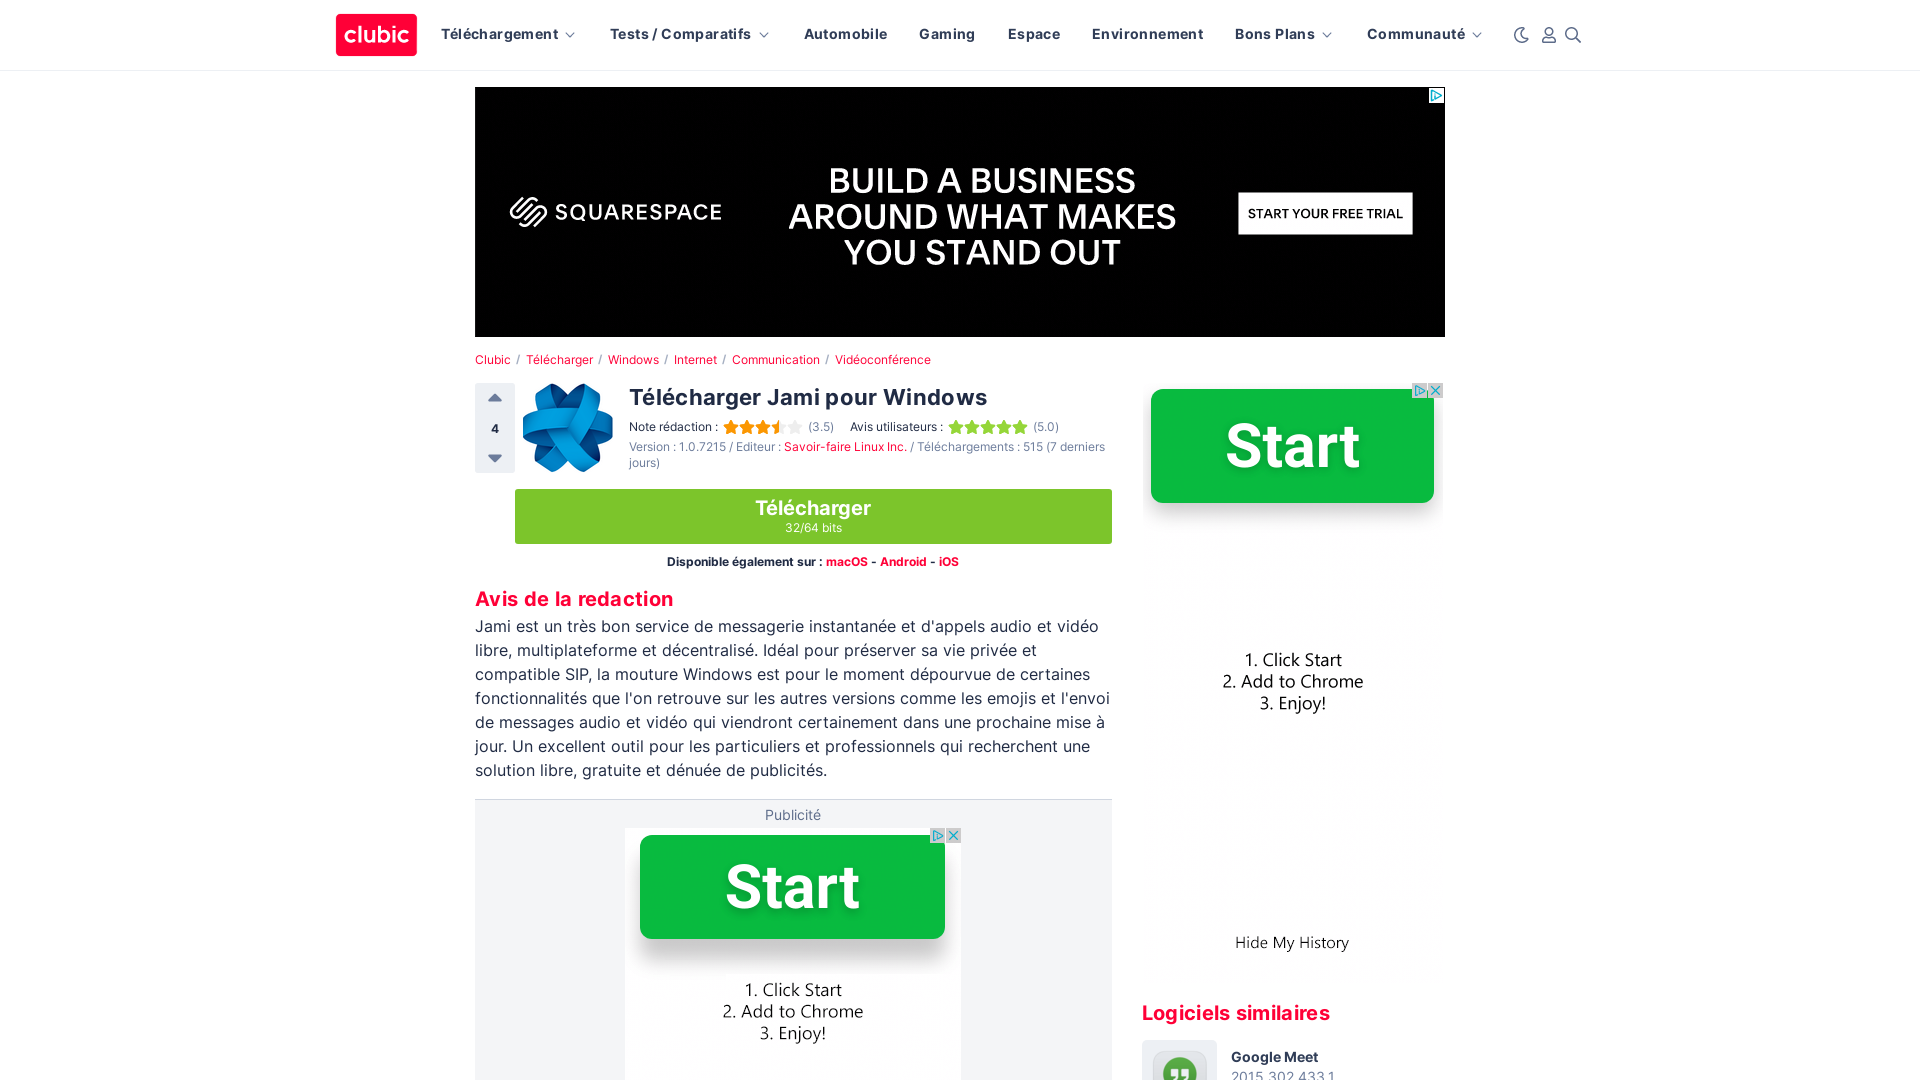 clubic
Téléchargement
Tests / Comparatifs
Automobile
Gaming
Espace
Environnement
Bons Plans
Communauté
SQUARESPACE
BUILD A BUSINESS
AROUND WHAT MAKES
YOU STAND OUT
START YOUR FREE TRIAL
Clubic / Télécharger / Windows / Internet / Communication / Vidéoconférence
4
Télécharger Jami pour Windows
Note rédaction : (3.5) Avis utilisateurs : (5.0)
Version : 1.0.7215 / Editeur : Savoir-faire Linux Inc. / Téléchargements : 515 (7 derniers
jours)
Télécharger
32/64 bits
Disponible également sur : macOS - Android - iOS
Avis de la redaction
Jami est un très bon service de messagerie instantanée et d'appels audio et vidéo
libre, multiplateforme et décentralisé. Idéal pour préserver sa vie privée et
compatible SIP, la mouture Windows est pour le moment dépourvue de certaines
fonctionnalités que l'on retrouve sur les autres versions comme les emojis et l'envoi
de messages audio et vidéo qui viendront certainement dans une prochaine mise à
jour. Un excellent outil pour les particuliers et professionnels qui recherchent une
solution libre, gratuite et dénuée de publicités.
Publicité
Start
1. Click Start
2. Add to Chrome
3. Enjoy!
Start
1. Click Start
2. Add to Chrome
3. Enjoy!
Hide My History
Logiciels similaires
Google Meet
2015.302.433.1